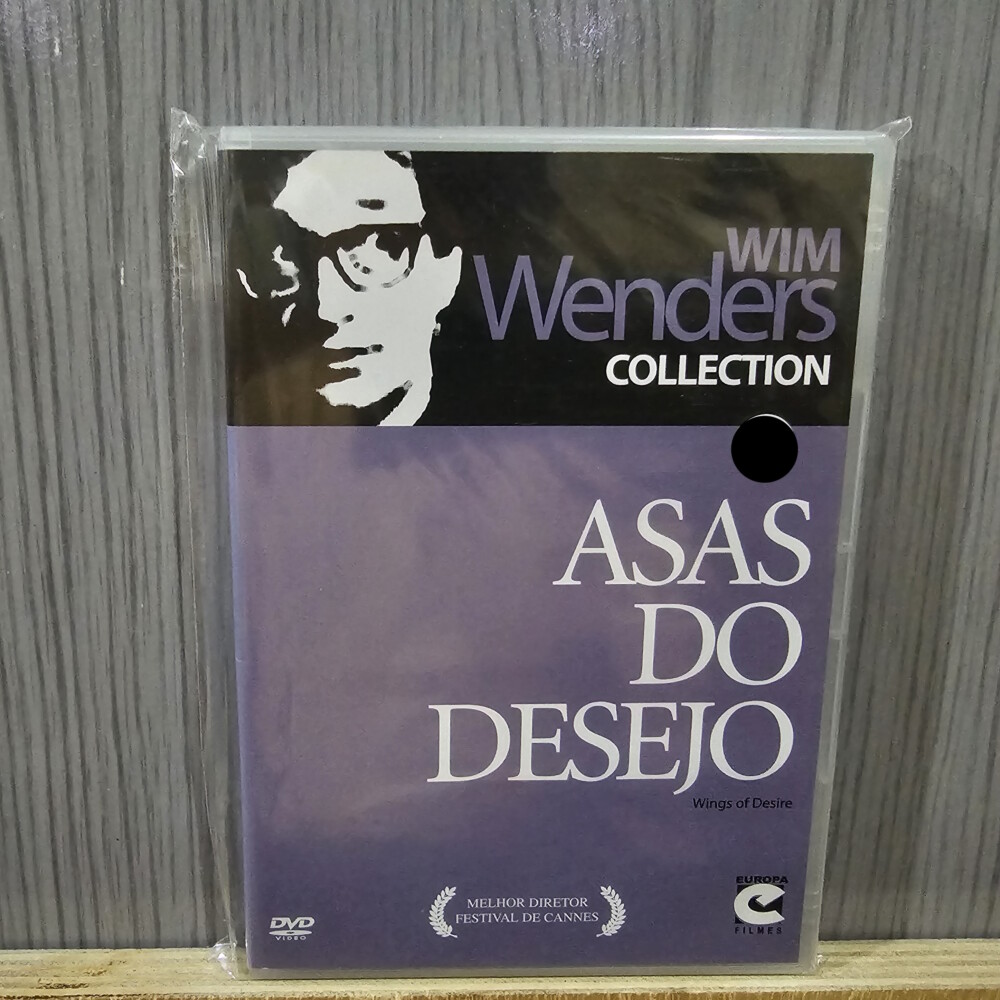 WIM
Wenders
COLLECTION
ASAS
DO
DESEJO
Wings of Desire
MELHOR DIRETOR
FESTIVAL DE CANNES
DVD
VIDEO
EUROPA
FILMES